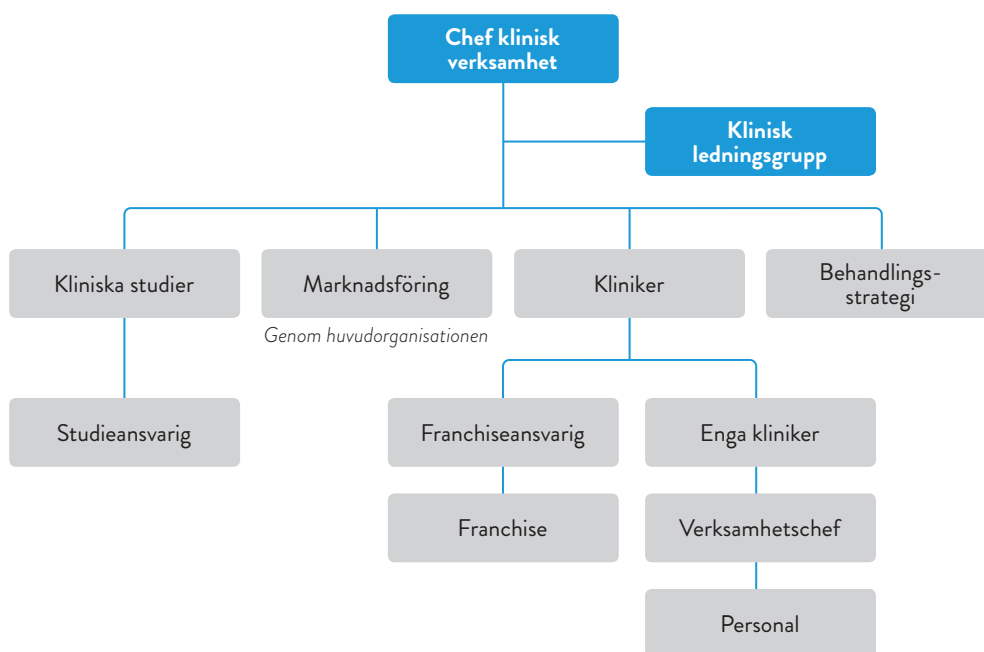 Chef klinisk
verksamhet
Klinisk
ledningsgrupp
Kliniska studier
Marknadsföring
Kliniker
Behandlings-
strategi
Genom huvudorganisationen
Studieansvarig
Franchiseansvarig
Enga kliniker
Franchise
Verksamhetschef
Personal